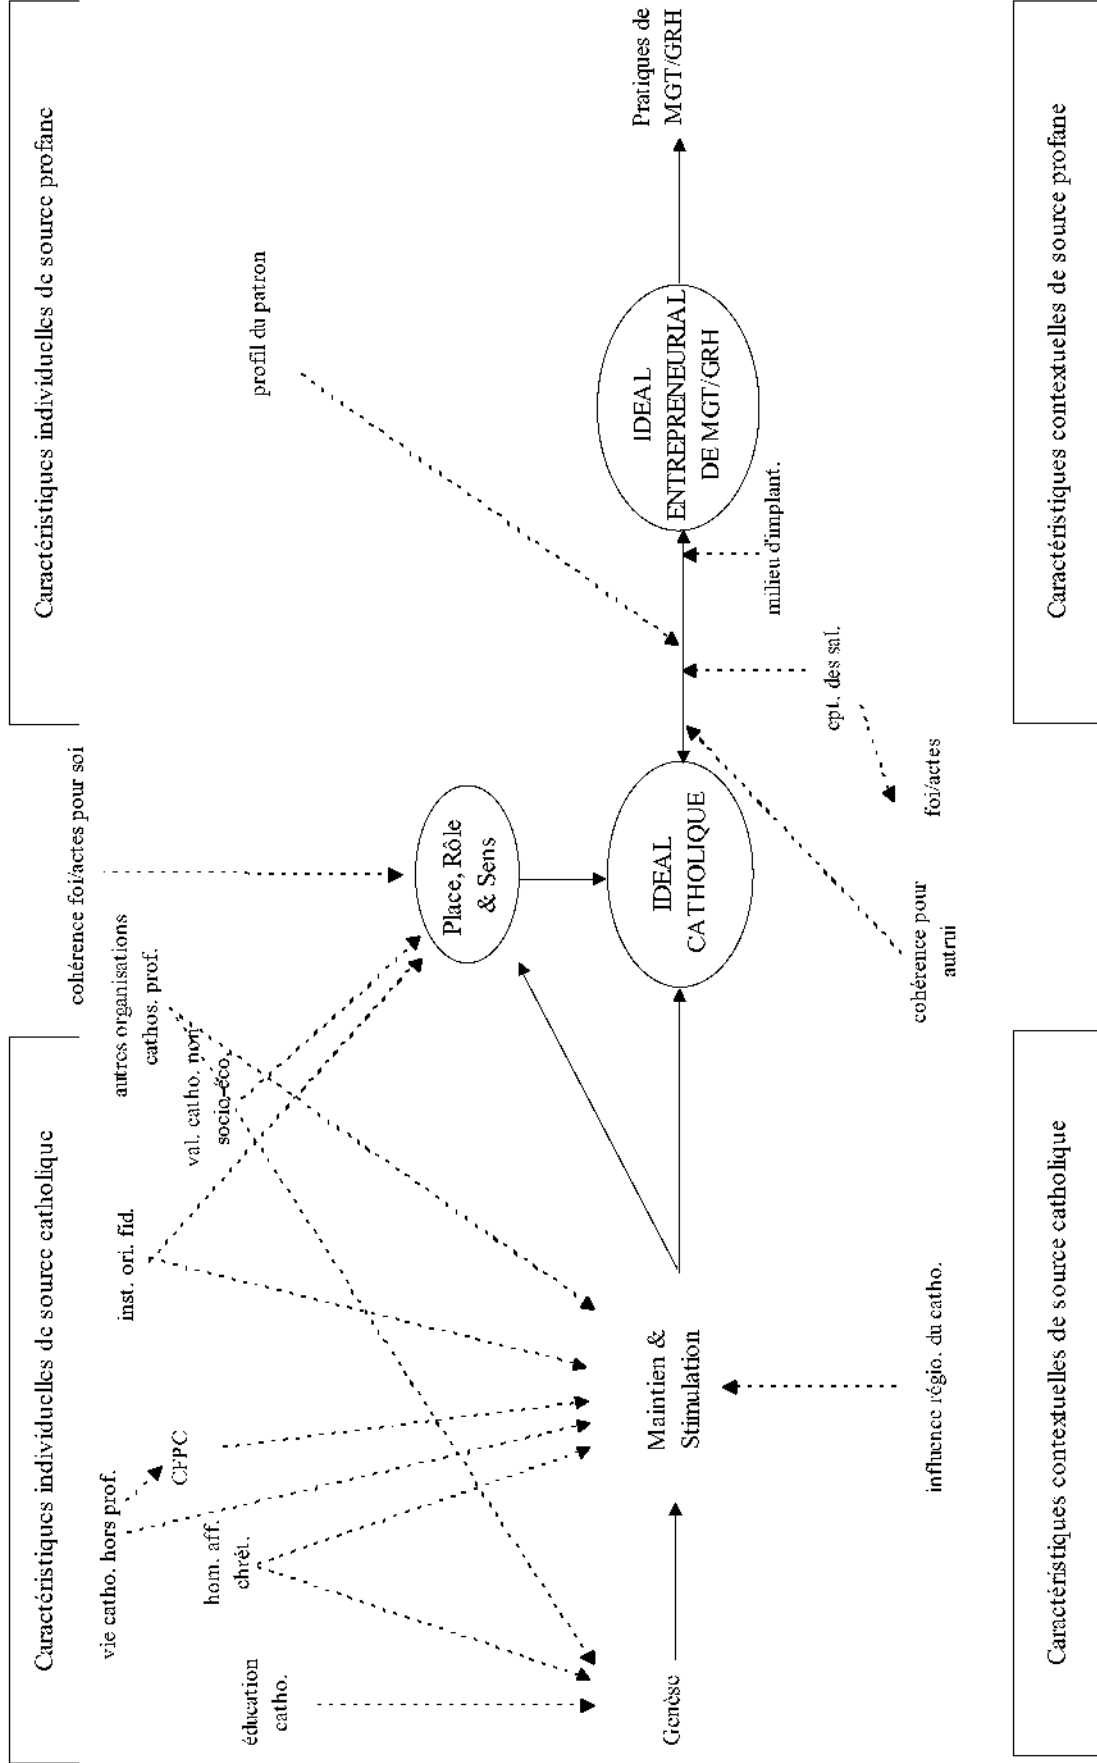 Caractéristiques individuelles de source catholique
Caractéristiques individuelles de source profane
cohérence foi/actes pour soi
vie catho. hors prof.
autres organisations
cathos. prof.
inst. ori. fid.
CFPC
val. catho. non
socio-éco.
hom. aff.
chrét.
éducation
catho.
profil du patron
Place, Rôle
& Sens
Genèse
Maintien &
Stimulation
IDEAL
CATHOLIQUE
IDEAL
ENTREPRENEURIAL
DE MGT/GRH
Pratiques de
MGT/GRH
milieu d'implant.
cpt. des sal.
foi/actes
cohérence pour
autrui
influence régio. du catho.
Caractéristiques contextuelles de source catholique
Caractéristiques contextuelles de source profane